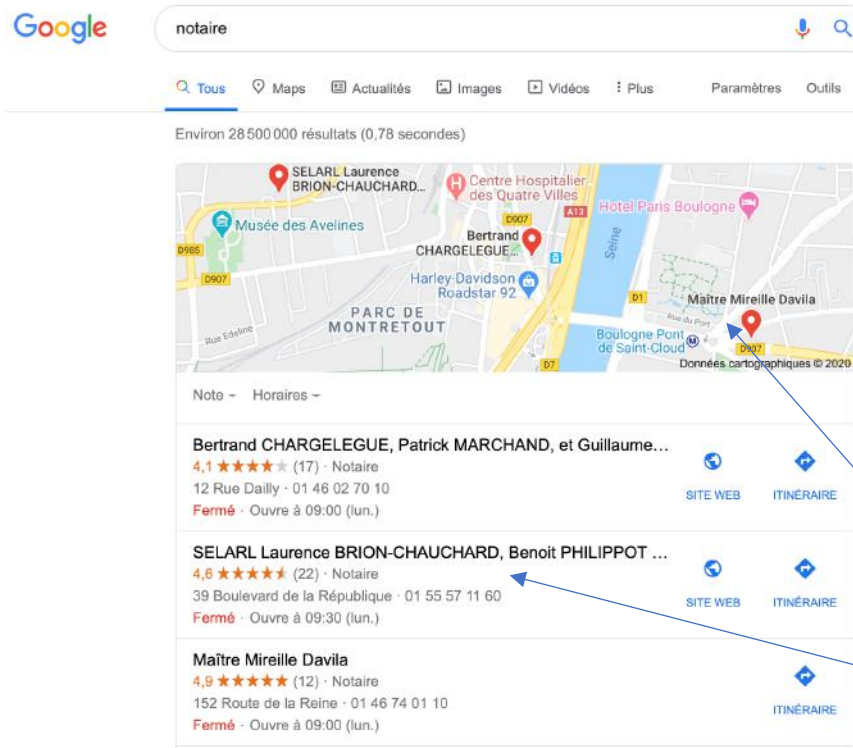 Google
notaire
Tous Maps Actualités Images Vidéos Plus Paramètres Outils
Environ 28 500 000 résultats (0,78 secondes)
SELARL Laurence
BRION-CHAUCHARD...
Centre Hospitalier
des Quatre Villes
A13
Hotel Paris Boulogne
Musée des Avelines
D907
Bertrand
CHARGELEGUE...
Seine
D985
D907
Harley-Davidson
Roadstar 92
D1
Maître Mireille Davila
PARC DE
MONTRETOUT
Rue du Port
Rue Edeline
Boulogne Pont
de Saint-Cloud
D907
D7
Données cartographiques © 2020
Note Horaires
Bertrand CHARGELEGUE, Patrick MARCHAND, et Guillaume...
4,1 (17) · Notaire
12 Rue Dailly · 01 46 02 70 10
SITE WEB ITINÉRAIRE
Fermé · Ouvre à 09:00 (lun.)
SELARL Laurence BRION-CHAUCHARD, Benoit PHILIPPOT ...
4,6 (22) · Notaire
39 Boulevard de la République · 01 55 57 11 60
SITE WEB ITINÉRAIRE
Fermé · Ouvre à 09:30 (lun.)
Maître Mireille Davila
4,9 (12) · Notaire
152 Route de la Reine · 01 46 74 01 10
ITINÉRAIRE
Fermé · Ouvre à 09:00 (lun.)